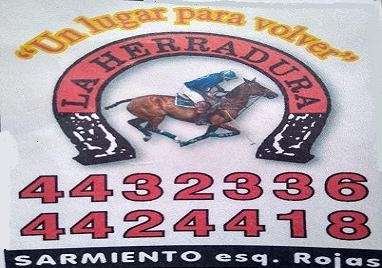 "Un lugar para volver"
LA HERRADURA
4432336
4424418
SARMIENTO esq. Rojas